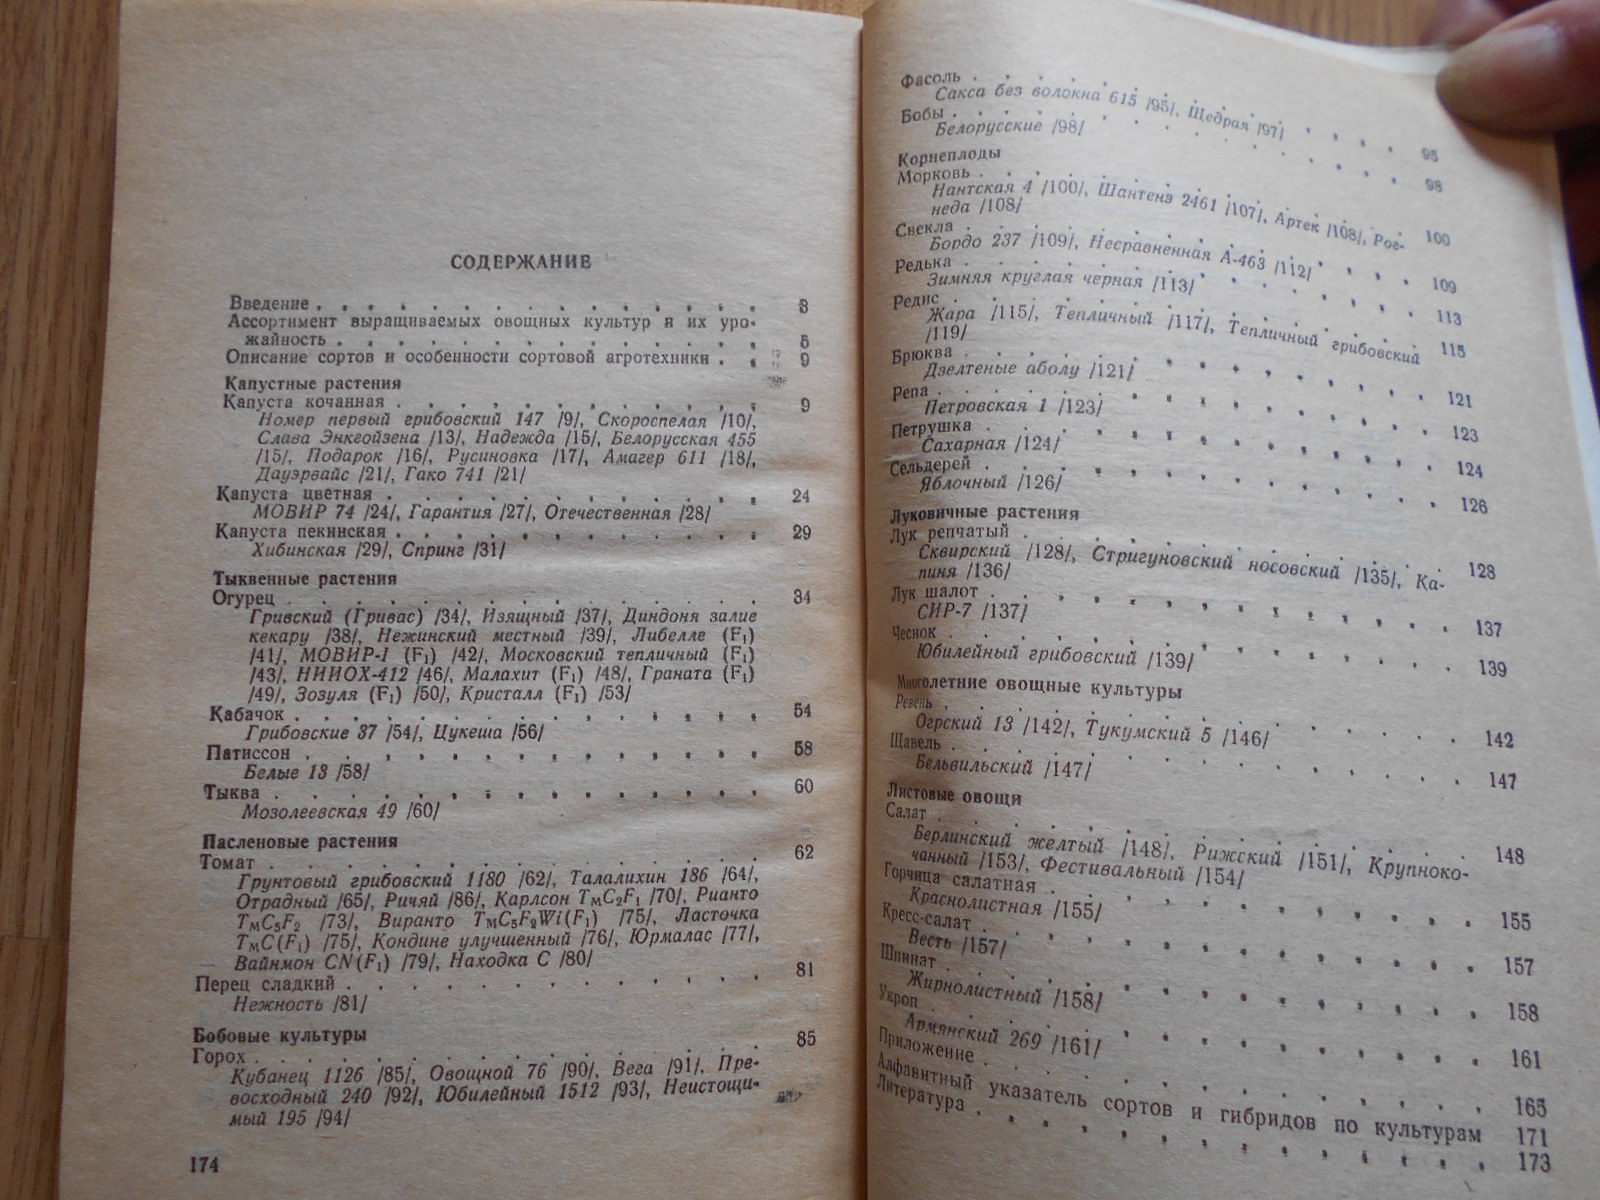 СОДЕРЖАНИЕ
Введение . . . . . . . . . . . . . . . 3
Ассортимент выращиваемых овощных культур и их уро-
жайность . . . . . . . . . . . . . . . 5
Описание сортов и особенности сортовой агротехники . . 9
Капустные растения
Капуста кочанная . . . . . . . . . . . . . 9
Номер первый грибовский 147 /9/, Скороспелая /10/,
Слава Энкгойзена /13/, Надежда /15/, Белорусская 455
/15/, Подарок /16/, Русиновка /17/, Амагер 611 /18/,
Дауэрвайс /21/, Гако 741 /21/
Капуста цветная . . . . . . . . . . . . . 24
МОВИР 74 /24/, Гарантия /27/, Отечественная /28/
Капуста пекинская . . . . . . . . . . . . . 29
Хибинская /29/, Спринг /31/
Тыквенные растения
Огурец . . . . . . . . . . . . . . . . 34
Гривский (Гривас) /34/, Изящный /37/, Диндоня залие
кекару /38/, Нежинский местный /39/, Либелле (F₁)
/41/, МОВИР-1 (F₁) /42/, Московский тепличный (F₁)
/43/, НИИОХ-412 /46/, Малахит (F₁) /48/, Граната (F₁)
/49/, Зозуля (F₁) /50/, Кристалл (F₁) /53/
Кабачок . . . . . . . . . . . . . . . . 54
Грибовские 37 /54/, Цукеша /56/
Патиссон . . . . . . . . . . . . . . . . 58
Белые 13 /58/
Тыква . . . . . . . . . . . . . . . . 60
Мозолеевская 49 /60/
Пасленовые растения
Томат . . . . . . . . . . . . . . . . 62
Грунтовый грибовский 1180 /62/, Талалихин 186 /64/,
Отрадный /65/, Ричяй /86/, Карлсон TмC₂F₁ /70/, Рианто
TмC₅F₂ /73/, Виранто TмC₅F₂Wi(F₁) /75/, Ласточка
TмC(F₁) /75/, Кондине улучшенный /76/, Юрмалас /77/,
Вайнмон CN(F₁) /79/, Находка С /80/
Перец сладкий . . . . . . . . . . . . . . 81
Нежность /81/
Бобовые культуры
Горох . . . . . . . . . . . . . . . . 85
Кубанец 1126 /85/, Овощной 76 /90/, Вега /91/, Пре-
восходный 240 /92/, Юбилейный 1512 /93/, Неистощи-
мый 195 /94/
174
Фасоль . . . . . . . . . . . . . . . . 95
Сакса без волокна 615 /95/, Щедрая /97/
Бобы . . . . . . . . . . . . . . . . 98
Белорусские /98/
Корнеплоды
Морковь . . . . . . . . . . . . . . . . 100
Нантская 4 /100/, Шантенэ 2461 /107/, Артек /108/, Рог-
неда /108/
Свекла . . . . . . . . . . . . . . . . 109
Бордо 237 /109/, Несравненная А-463 /112/
Редька . . . . . . . . . . . . . . . . 113
Зимняя круглая черная /113/
Редис . . . . . . . . . . . . . . . . 115
Жара /115/, Тепличный /117/, Тепличный грибовский
/119/
Брюква . . . . . . . . . . . . . . . . 121
Дзелтеные аболу /121/
Репа . . . . . . . . . . . . . . . . 123
Петровская 1 /123/
Петрушка . . . . . . . . . . . . . . . . 124
Сахарная /124/
Сельдерей . . . . . . . . . . . . . . . . 126
Яблочный /126/
Луковичные растения
Лук репчатый . . . . . . . . . . . . . . 128
Сквирский /128/, Стригуновский носовский /135/, Ка-
пиня /136/
Лук шалот . . . . . . . . . . . . . . . . 137
СИР-7 /137/
Чеснок . . . . . . . . . . . . . . . . 139
Юбилейный грибовский /139/
Многолетние овощные культуры
Ревень . . . . . . . . . . . . . . . . 142
Огрский 13 /142/, Тукумский 5 /146/
Щавель . . . . . . . . . . . . . . . . 147
Бельвильский /147/
Листовые овощи
Салат . . . . . . . . . . . . . . . . 148
Берлинский желтый /148/, Рижский /151/, Крупноко-
чанный /153/, Фестивальный /154/
Горчица салатная . . . . . . . . . . . . . 155
Краснолистная /155/
Кресс-салат . . . . . . . . . . . . . . . 157
Весть /157/
Шпинат . . . . . . . . . . . . . . . . 158
Жирнолистный /158/
Укроп . . . . . . . . . . . . . . . . 161
Армянский 269 /161/
Приложение . . . . . . . . . . . . . . . 165
Алфавитный указатель сортов и гибридов по культурам 171
Литература . . . . . . . . . . . . . . . 173